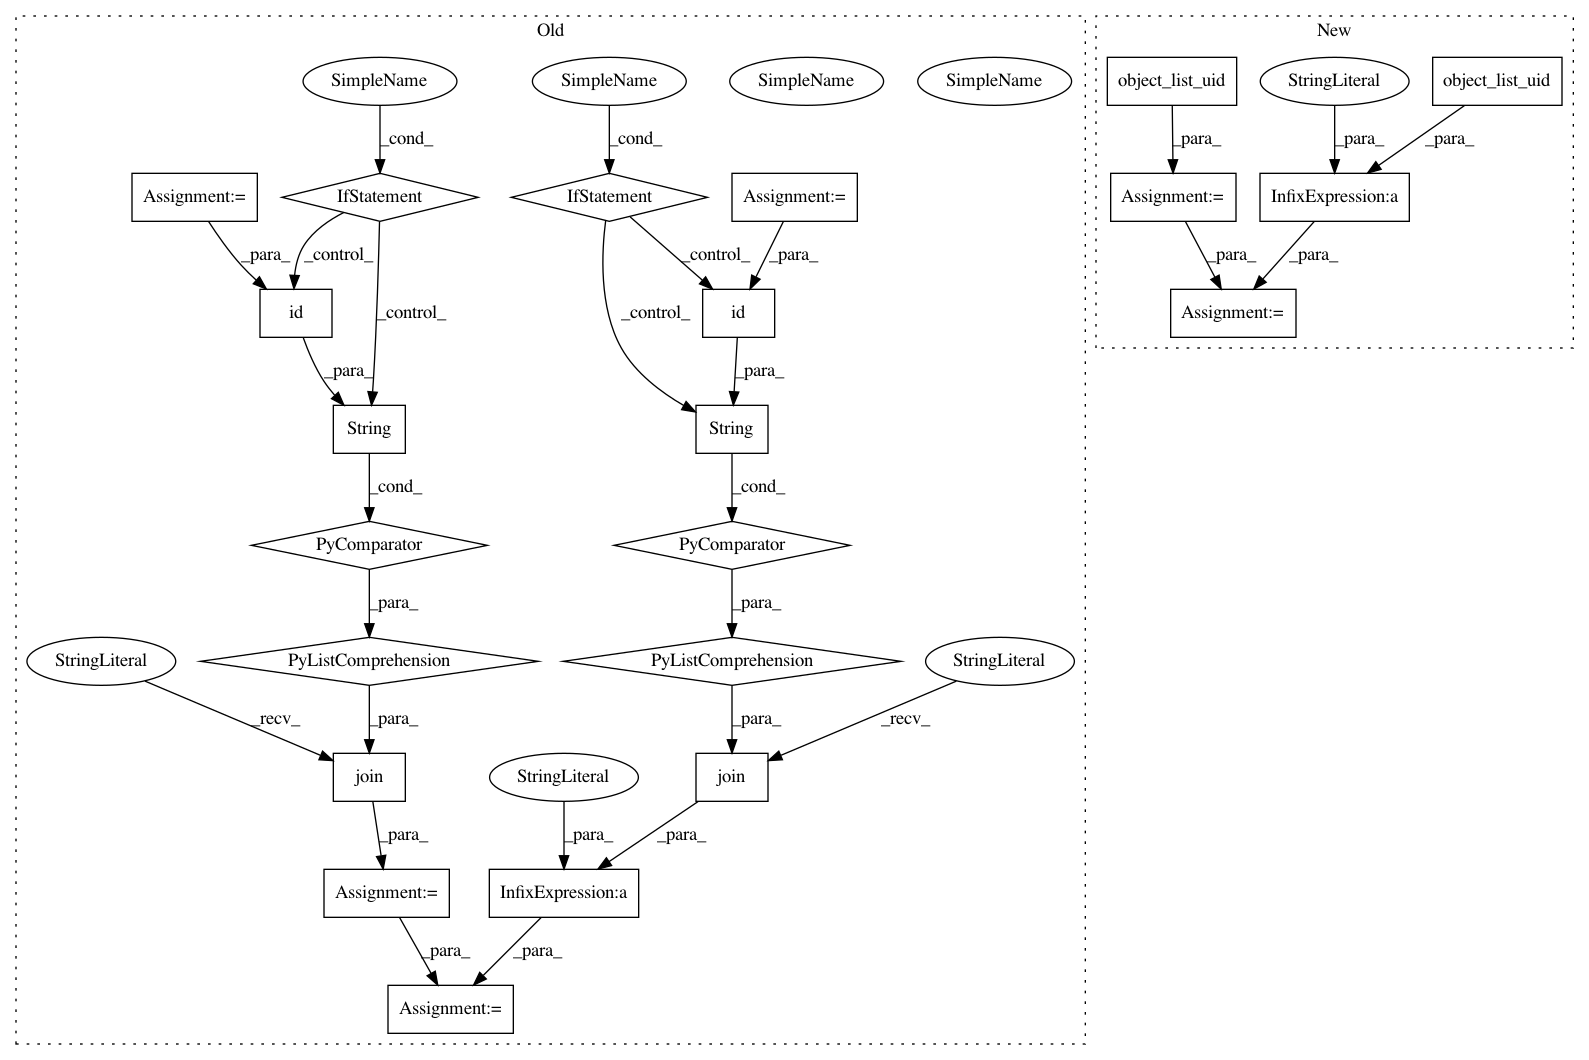 Old
New
SimpleName
SimpleName
SimpleName
SimpleName
object_list_uid
StringLiteral
object_list_uid
_cond_
_cond_
_para_
_para_
_para_
Assignment:=
IfStatement
IfStatement
Assignment:=
Assignment:=
InfixExpression:a
_para_
_control_
_control_
_para_
_para_
_para_
id
_control_
_control_
id
Assignment:=
_para_
_para_
String
String
_cond_
_cond_
PyComparator
PyComparator
_para_
_para_
StringLiteral
PyListComprehension
PyListComprehension
StringLiteral
_recv_
_para_
_para_
_recv_
join
StringLiteral
join
_para_
_para_
_para_
Assignment:=
InfixExpression:a
_para_
_para_
Assignment:=